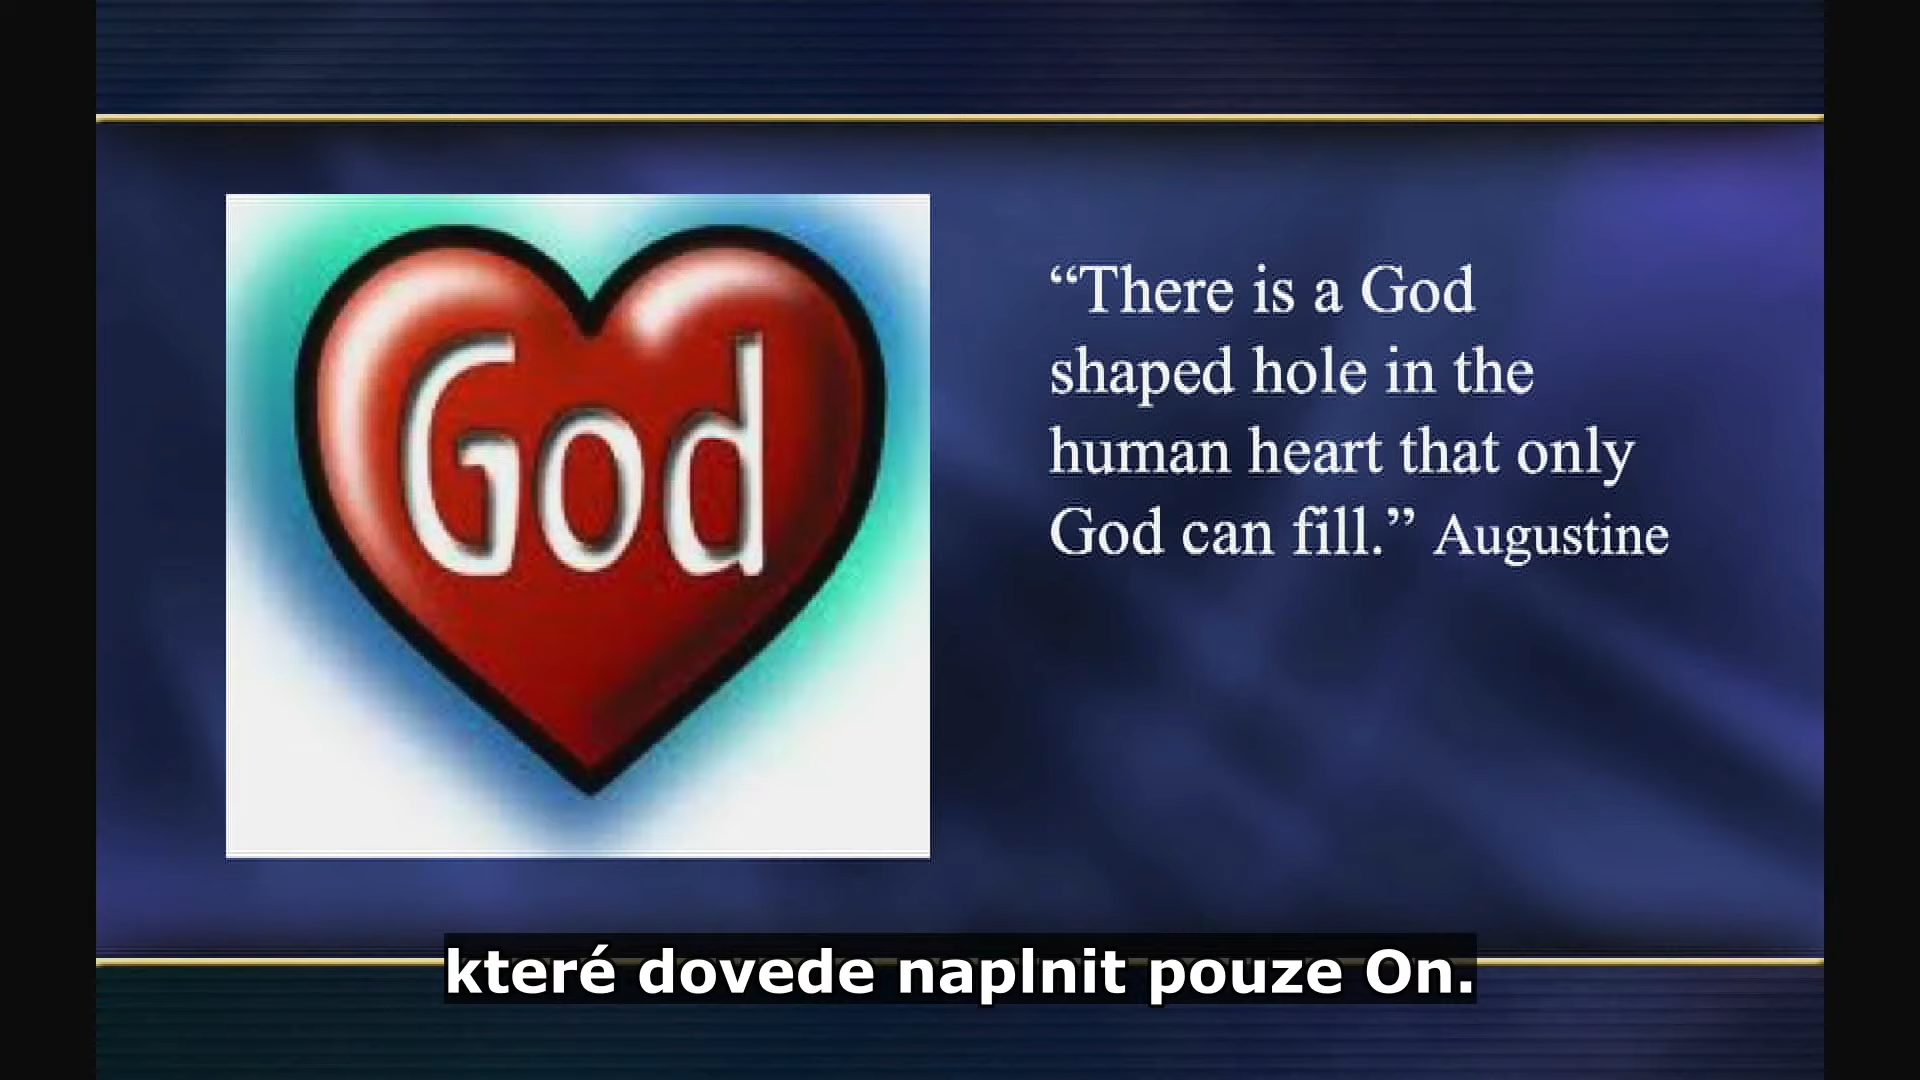 God
“There is a God
shaped hole in the
human heart that only
God can fill.” Augustine
které dovede naplnit pouze On.